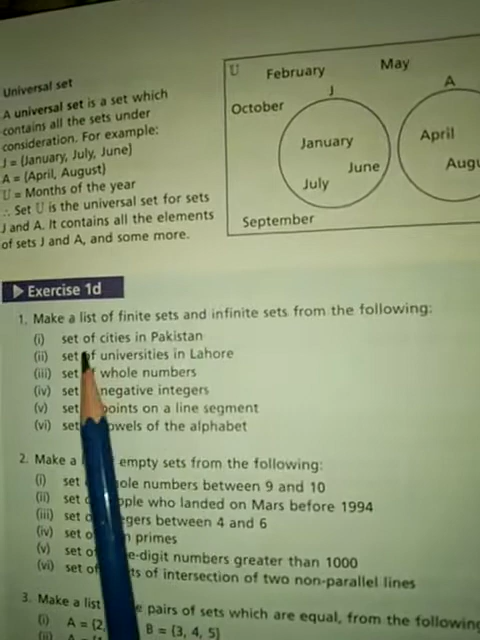 Universal set
A universal set is a set which
contains all the sets under
consideration. For example:
J = {January, July, June}
A = {April, August}
U = Months of the year
∴ Set U is the universal set for sets
J and A. It contains all the elements
of sets J and A, and some more.
U February May
J A
October
January April
June Augu
July
September
▶ Exercise 1d
1. Make a list of finite sets and infinite sets from the following:
(i) set of cities in Pakistan
(ii) set of universities in Lahore
(iii) set whole numbers
(iv) set negative integers
(v) set points on a line segment
(vi) set vowels of the alphabet
2. Make a empty sets from the following:
(i) set whole numbers between 9 and 10
(ii) set people who landed on Mars before 1994
(iii) set integers between 4 and 6
(iv) set primes
(v) set of -digit numbers greater than 1000
(vi) set of of intersection of two non-parallel lines
3. Make a list pairs of sets which are equal, from the following
(i) A = {2, B = {3, 4, 5}
(ii) A =